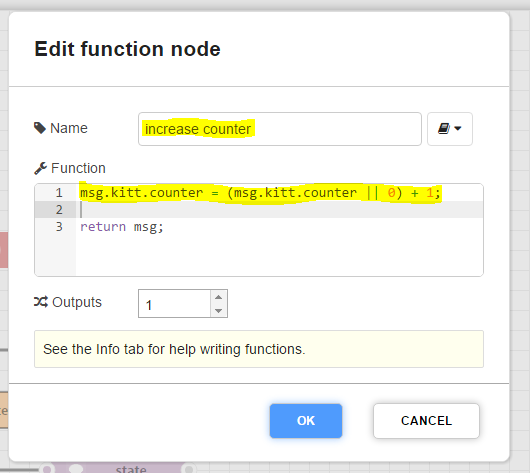 Edit function node
Name
increase counter
Function
1 msg.kitt.counter = (msg.kitt.counter || 0) + 1;
2
3 return msg;
Outputs
1
See the Info tab for help writing functions.
OK
CANCEL
te
state